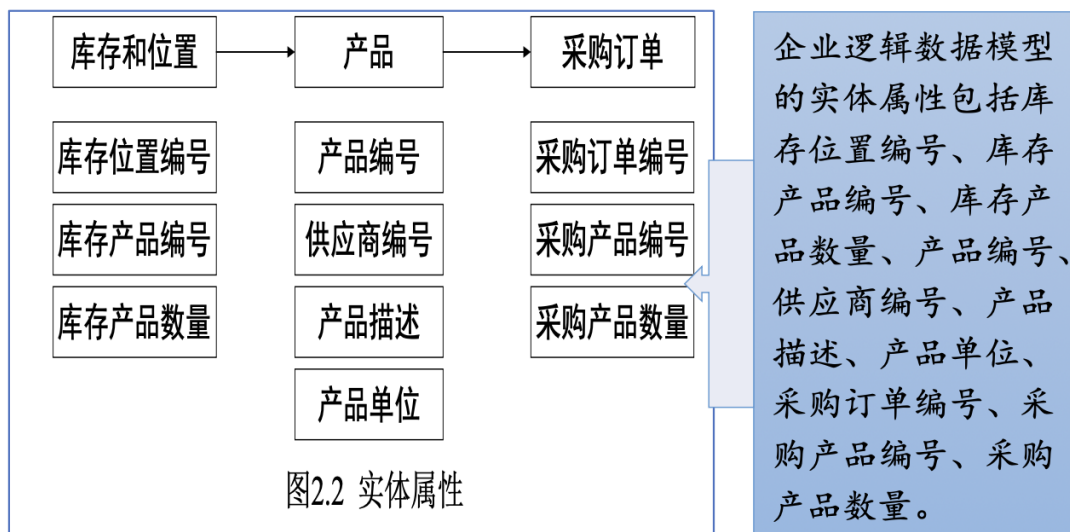 库存和位置
产品
采购订单
库存位置编号
产品编号
采购订单编号
库存产品编号
供应商编号
采购产品编号
库存产品数量
产品描述
采购产品数量
产品单位
图2.2 实体属性
企业逻辑数据模型
的实体属性包括库
存位置编号、库存
产品编号、库存产
品数量、产品编号、
供应商编号、产品
描述、产品单位、
采购订单编号、采
购产品编号、采购
产品数量。